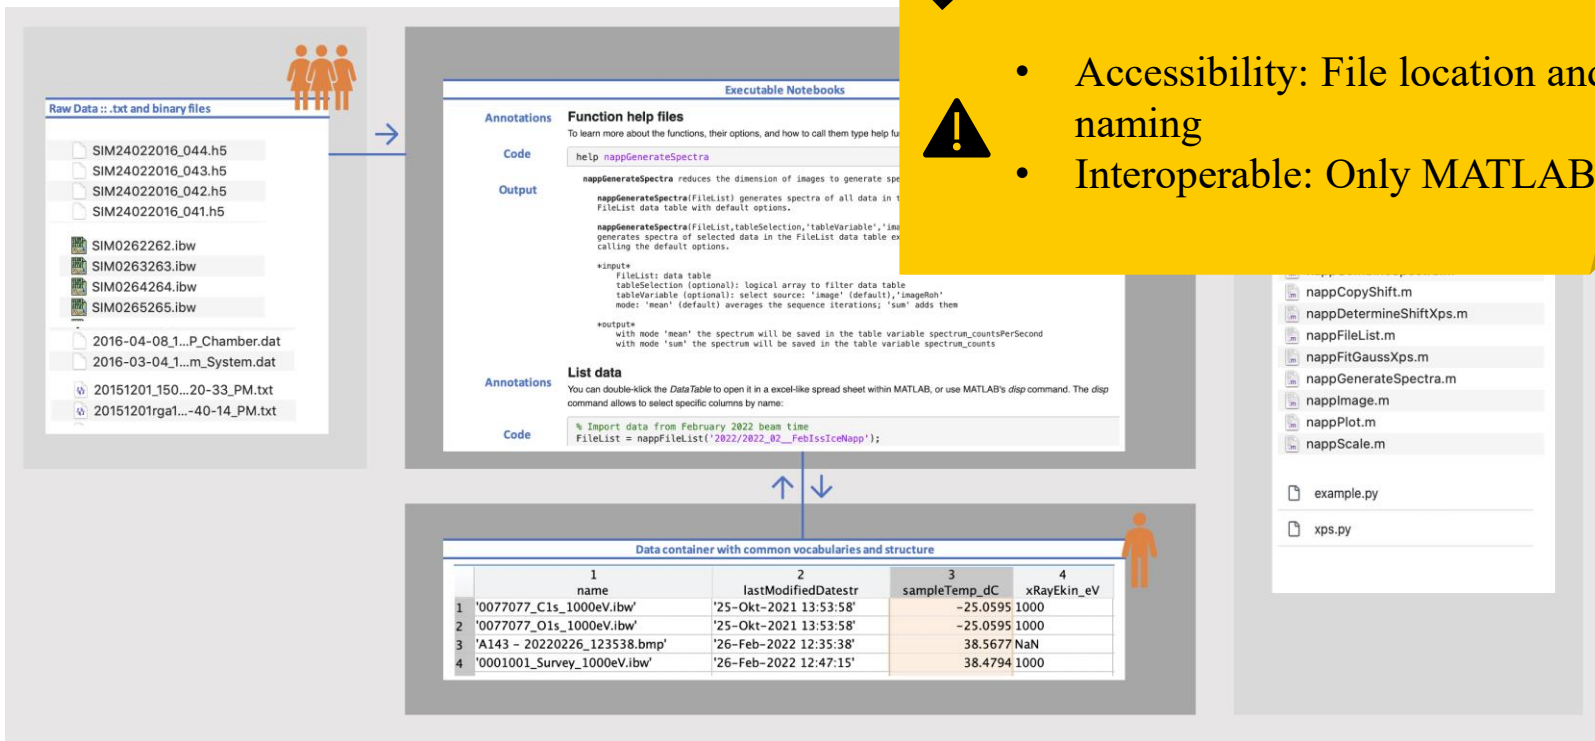 Raw Data :: .txt and binary files
SIM24022016_044.h5
SIM24022016_043.h5
SIM24022016_042.h5
SIM24022016_041.h5
SIM0262262.ibw
SIM0263263.ibw
SIM0264264.ibw
SIM0265265.ibw
2016-04-08_1...P_Chamber.dat
2016-03-04_1...m_System.dat
20151201_150...20-33_PM.txt
20151201rga1...-40-14_PM.txt
Executable Notebooks
Annotations
Function help files
To learn more about the functions, their options, and how to call them type help fu
Code
help nappGenerateSpectra
Output
nappGenerateSpectra reduces the dimension of images to generate spe
nappGenerateSpectra(FileList) generates spectra of all data in t
FileList data table with default options.
nappGenerateSpectra(FileList,tableSelection,'tableVariable','ima
generates spectra of selected data in the FileList data table ex
calling the default options.
*input*
FileList: data table
tableSelection (optional): logical array to filter data table
tableVariable (optional): select source: 'image' (default),'imageRoh'
mode: 'mean' (default) averages the sequence iterations; 'sum' adds them
*output*
with mode 'mean' the spectrum will be saved in the table variable spectrum_countsPerSecond
with mode 'sum' the spectrum will be saved in the table variable spectrum_counts
List data
Annotations
You can double-klick the DataTable to open it in a excel-like spread sheet within MATLAB, or use MATLAB's disp command. The disp
command allows to select specific columns by name:
Code
% Import data from February 2022 beam time
FileList = nappFileList('2022/2022_02__FebIssIceNapp');
• Accessibility: File location and
naming
• Interoperable: Only MATLAB
nappCopyShift.m
nappDetermineShiftXps.m
nappFileList.m
nappFitGaussXps.m
nappGenerateSpectra.m
nappImage.m
nappPlot.m
nappScale.m
example.py
xps.py
Data container with common vocabularies and structure
1 2 3 4
name lastModifiedDatestr sampleTemp_dC xRayEkin_eV
1 '0077077_C1s_1000eV.ibw' '25-Okt-2021 13:53:58' -25.0595 1000
2 '0077077_O1s_1000eV.ibw' '25-Okt-2021 13:53:58' -25.0595 1000
3 'A143 - 20220226_123538.bmp' '26-Feb-2022 12:35:38' 38.5677 NaN
4 '0001001_Survey_1000eV.ibw' '26-Feb-2022 12:47:15' 38.4794 1000